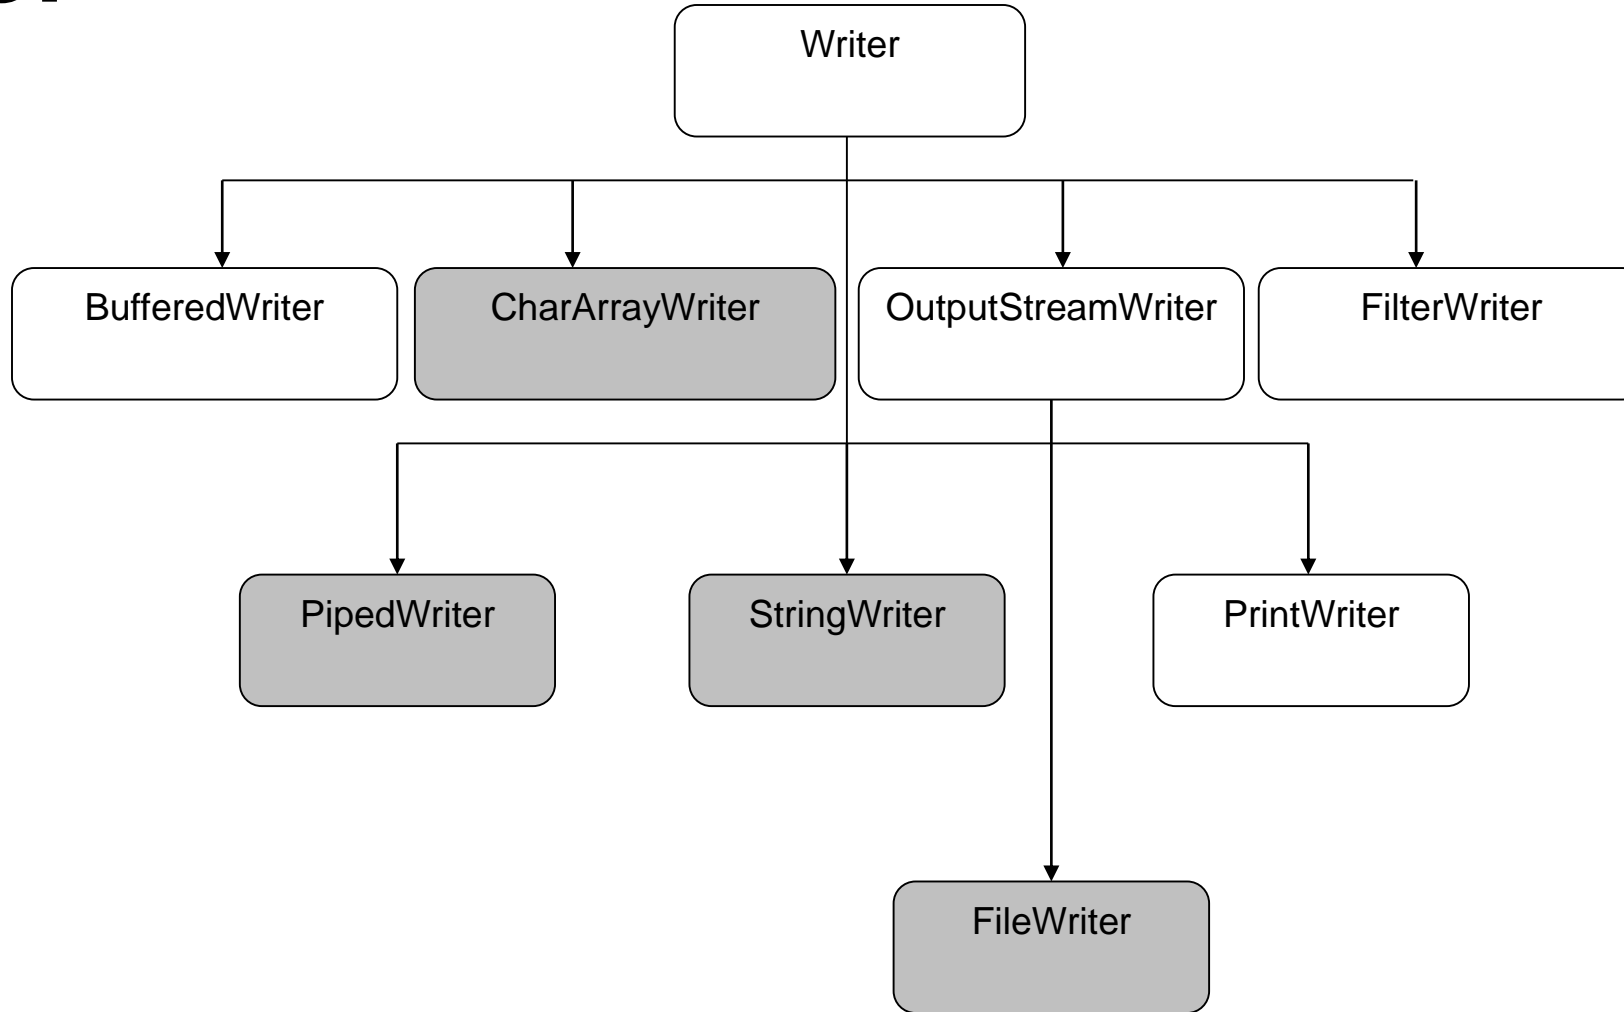 Writer
BufferedWriter
CharArrayWriter
OutputStreamWriter
FilterWriter
PipedWriter
StringWriter
PrintWriter
FileWriter